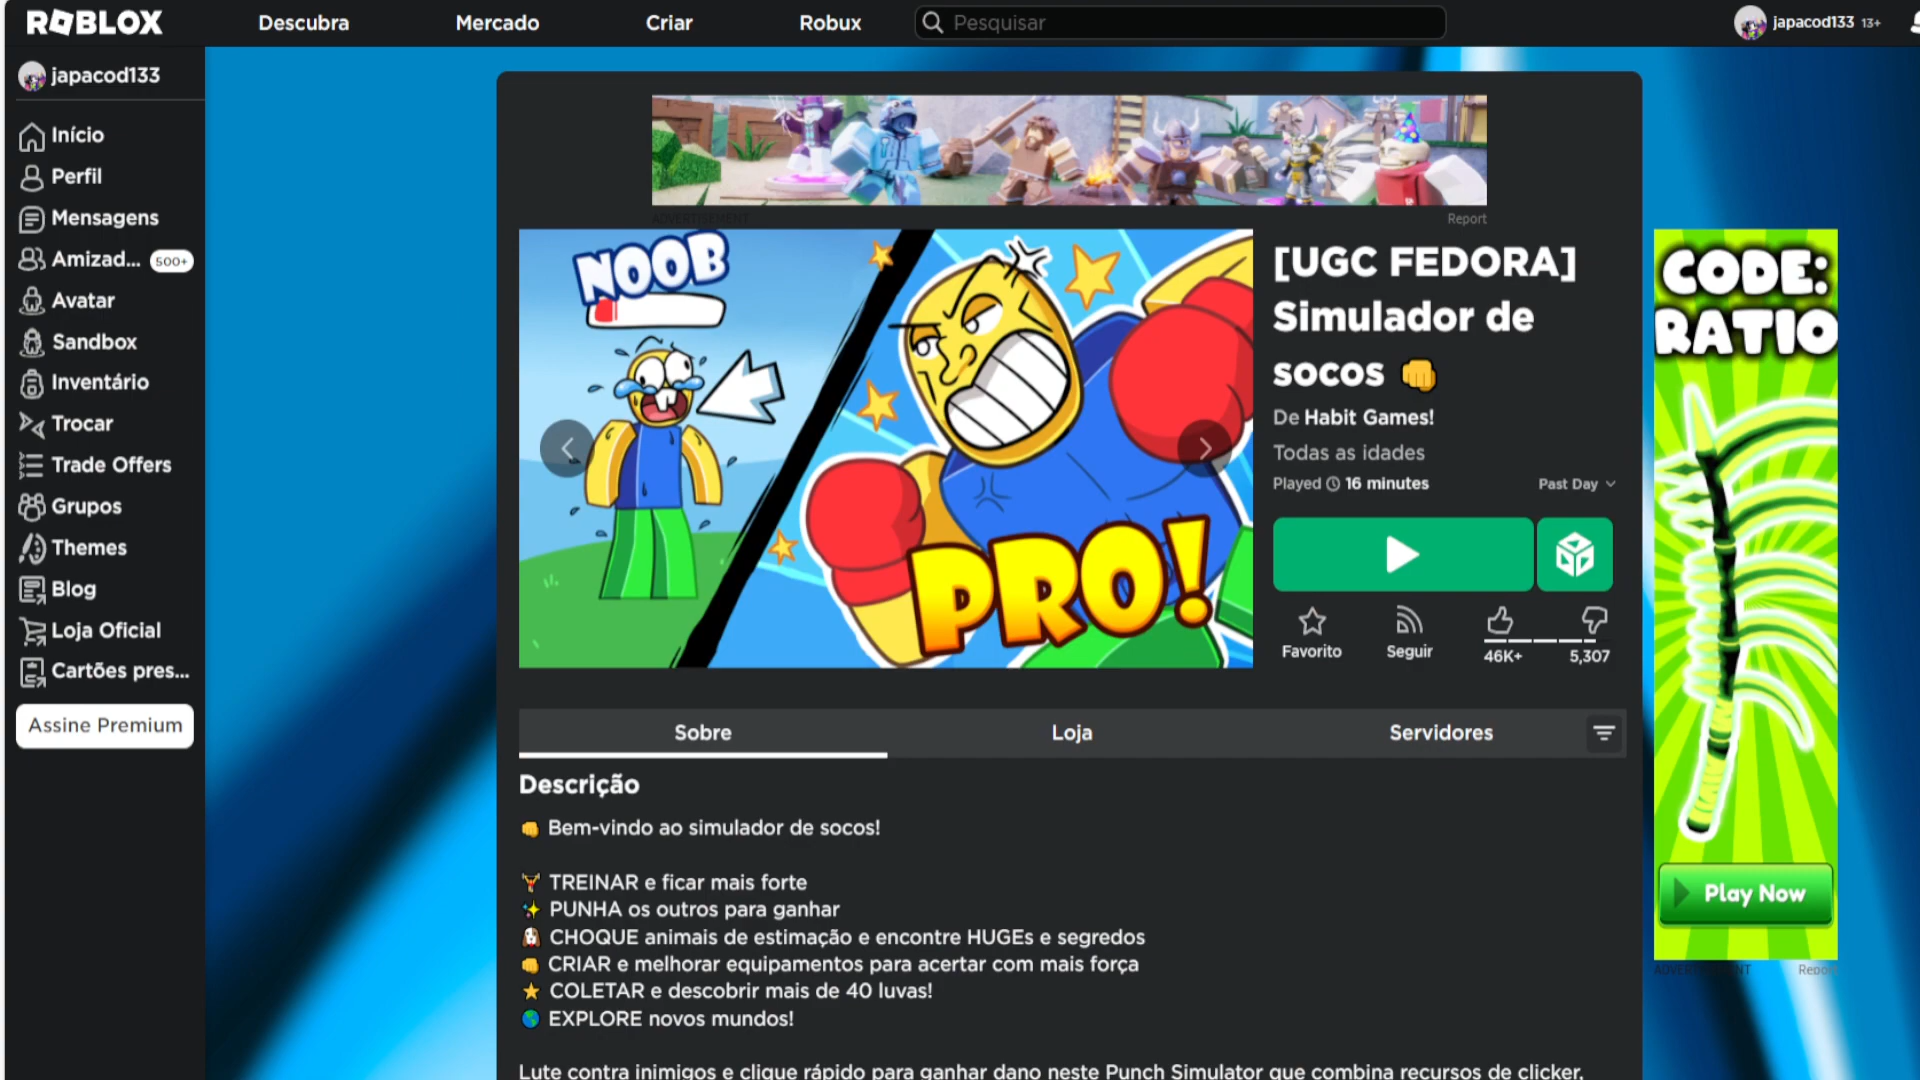 ROBLOX
Descubra
Mercado
Criar
Robux
Pesquisar
japacod133 13+
japacod133
Início
Perfil
Mensagens
Amizad... 500+
Avatar
Sandbox
Inventário
Trocar
Trade Offers
Grupos
Themes
Blog
Loja Oficial
Cartões pres...
Assine Premium
ADVERTISEMENT
Report
NOOB
PRO!
[UGC FEDORA]
Simulador de
socos 👊
De Habit Games!
Todas as idades
Played 16 minutes
Past Day
Favorito
Seguir
46K+
5,307
Sobre
Loja
Servidores
Descrição
👊 Bem-vindo ao simulador de socos!
🏋 TREINAR e ficar mais forte
✨ PUNHA os outros para ganhar
🐶 CHOQUE animais de estimação e encontre HUGEs e segredos
👊 CRIAR e melhorar equipamentos para acertar com mais força
⭐ COLETAR e descobrir mais de 40 luvas!
🌎 EXPLORE novos mundos!
Lute contra inimigos e clique rápido para ganhar dano neste Punch Simulator que combina recursos de clicker,
CODE:
RATIO
Play Now
ADVERTISEMENT
Report